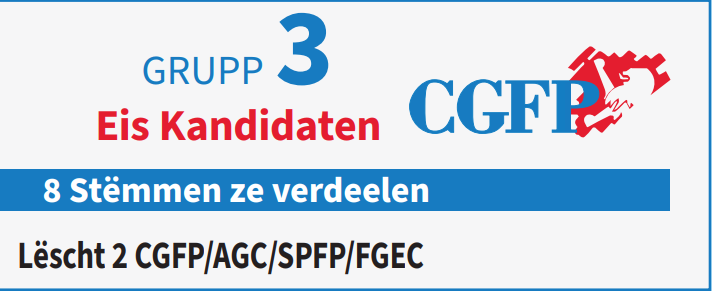 GRUPP 3
Eis Kandidaten
CGFP
8 Stëmmen ze verdeelen
Lëscht 2 CGFP/AGC/SPFP/FGEC